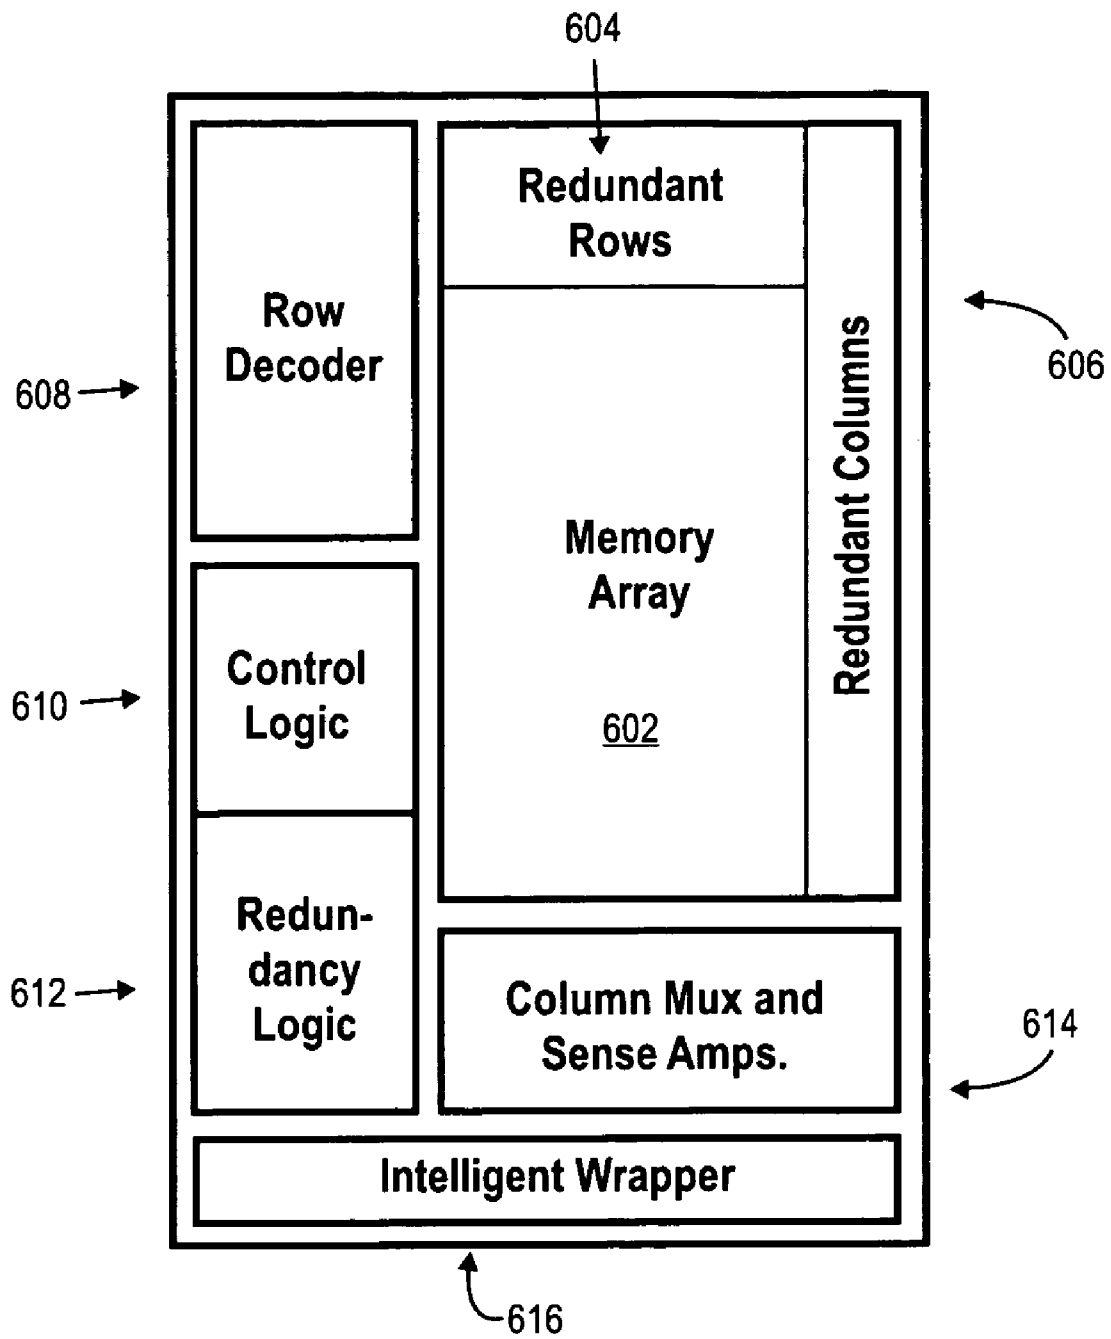 604
Redundant
Rows
Row
Decoder
606
608
Redundant Columns
Memory
Array
602
Control
Logic
610
Redun-
dancy
Logic
612
Column Mux and
Sense Amps.
614
Intelligent Wrapper
616